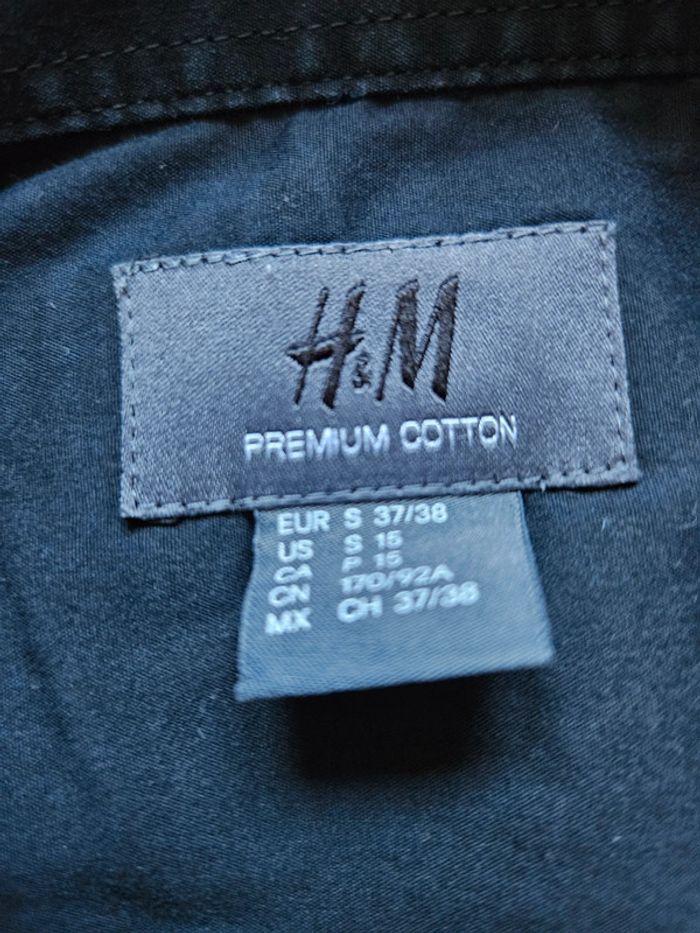 H&M
PREMIUM COTTON
EUR S 37/38
US S 15
CA P 15
CN 170/92A
MX CH 37/38